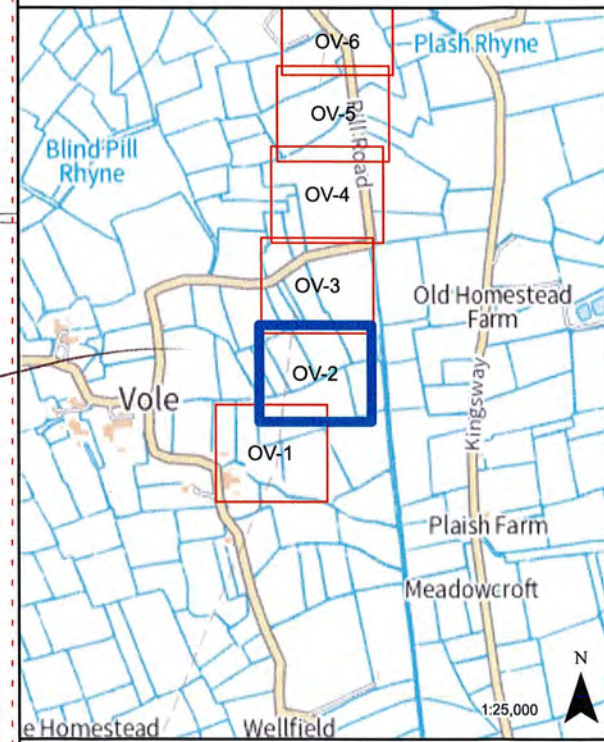 OV-6
Plash Rhyne
OV-5
Pill Road
Blind Pill
Rhyne
OV-4
OV-3
Old Homestead
Farm
OV-2
Kingsway
Vole
OV-1
Plaish Farm
Meadowcroft
N
1:25,000
e Homestead
Wellfield